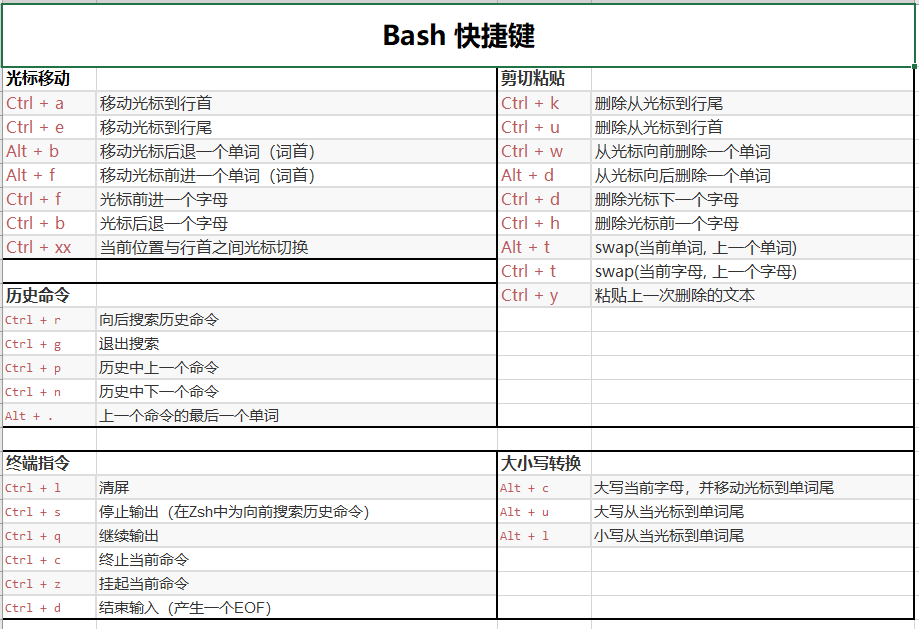 Bash 快捷键
光标移动
Ctrl + a 移动光标到行首
Ctrl + e 移动光标到行尾
Alt + b 移动光标后退一个单词（词首）
Alt + f 移动光标前进一个单词（词首）
Ctrl + f 光标前进一个字母
Ctrl + b 光标后退一个字母
Ctrl + xx 当前位置与行首之间光标切换
历史命令
Ctrl + r 向后搜索历史命令
Ctrl + g 退出搜索
Ctrl + p 历史中上一个命令
Ctrl + n 历史中下一个命令
Alt + . 上一个命令的最后一个单词
剪切粘贴
Ctrl + k 删除从光标到行尾
Ctrl + u 删除从光标到行首
Ctrl + w 从光标向前删除一个单词
Alt + d 从光标向后删除一个单词
Ctrl + d 删除光标下一个字母
Ctrl + h 删除光标前一个字母
Alt + t swap(当前单词, 上一个单词)
Ctrl + t swap(当前字母, 上一个字母)
Ctrl + y 粘贴上一次删除的文本
终端指令
Ctrl + l 清屏
Ctrl + s 停止输出（在Zsh中为向前搜索历史命令）
Ctrl + q 继续输出
Ctrl + c 终止当前命令
Ctrl + z 挂起当前命令
Ctrl + d 结束输入（产生一个EOF）
大小写转换
Alt + c 大写当前字母，并移动光标到单词尾
Alt + u 大写从当光标到单词尾
Alt + l 小写从当光标到单词尾